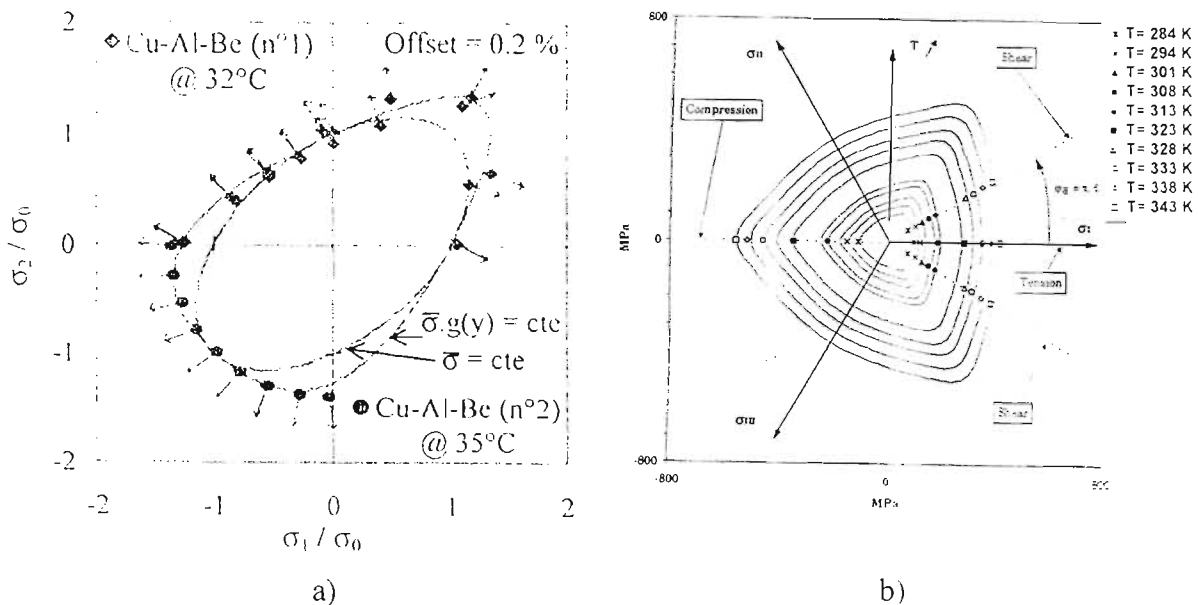 2
Cu-Al-Be (n°1)
@ 32°C
Offset = 0.2 %
1
0
-1
-2
σ2 / σ0
σ̄.g(y) = cte
σ̄ = cte
Cu-Al-Be (n°2)
@ 35°C
-2
-1
0
1
2
σ1 / σ0
a)
800
MPa
0
-800
σII
T
Shear
Compression
σI
Tension
σIII
Shear
-800
0
MPa
T= 284 K
T= 294 K
T= 301 K
T= 308 K
T= 313 K
T= 323 K
T= 328 K
T= 333 K
T= 338 K
T= 343 K
b)